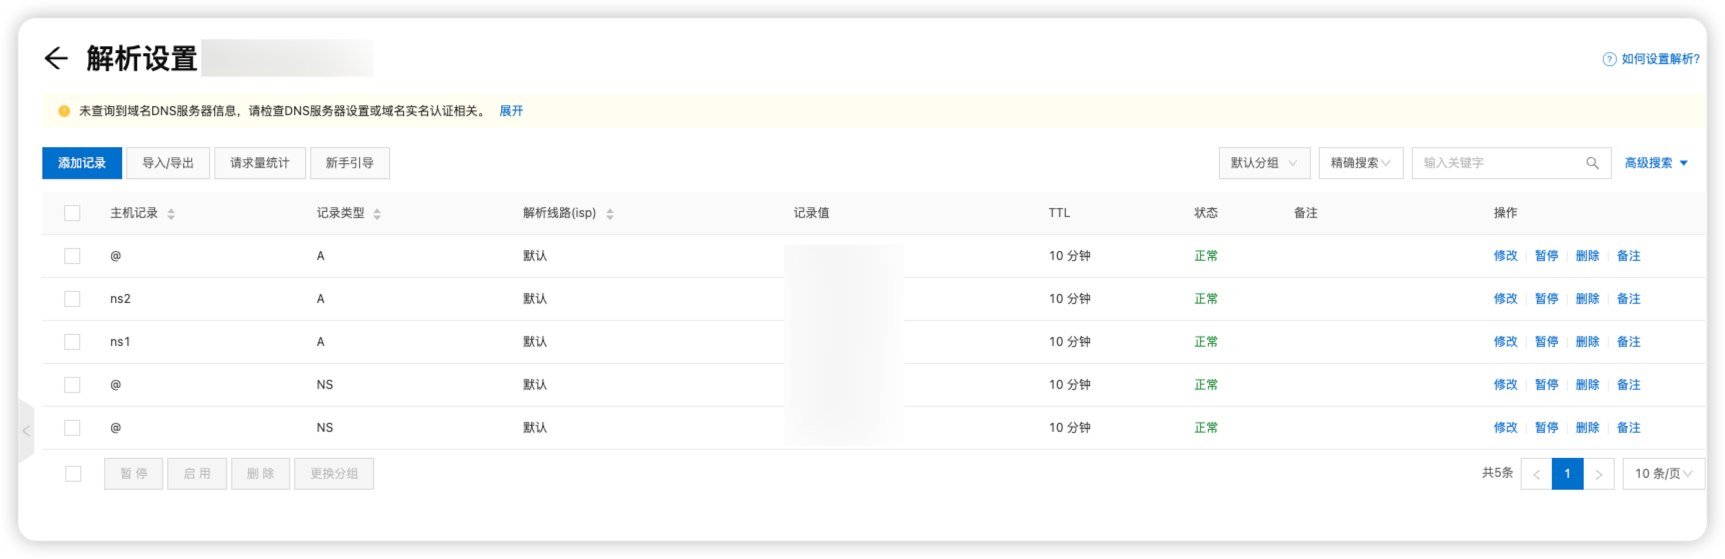 解析设置
如何设置解析?
未查询到域名DNS服务器信息，请检查DNS服务器设置或域名实名认证相关。 展开
添加记录 导入/导出 请求量统计 新手引导 默认分组 精确搜索 输入关键字 高级搜索
主机记录 记录类型 解析线路(isp) 记录值 TTL 状态 备注 操作
@ A 默认 10 分钟 正常 修改 暂停 删除 备注
ns2 A 默认 10 分钟 正常 修改 暂停 删除 备注
ns1 A 默认 10 分钟 正常 修改 暂停 删除 备注
@ NS 默认 10 分钟 正常 修改 暂停 删除 备注
@ NS 默认 10 分钟 正常 修改 暂停 删除 备注
暂停 启用 删除 更换分组 共5条 1 10 条/页